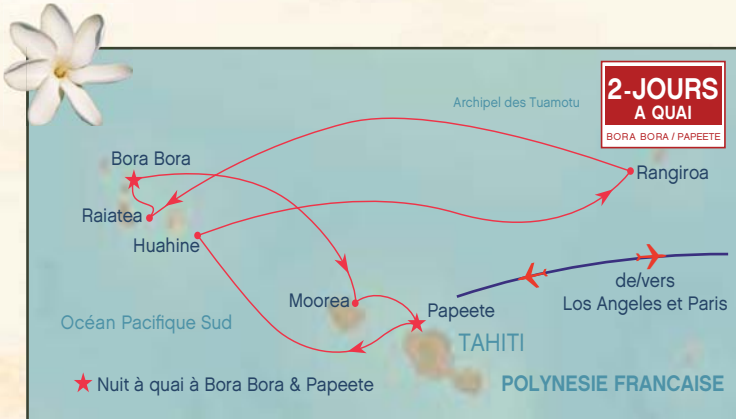 2-JOURS
A QUAI
BORA BORA / PAPEETE
Archipel des Tuamotu
Bora Bora
Rangiroa
Raiatea
Huahine
de/vers
Los Angeles et Paris
Moorea
Papeete
Océan Pacifique Sud
TAHITI
Nuit à quai à Bora Bora & Papeete
POLYNESIE FRANCAISE